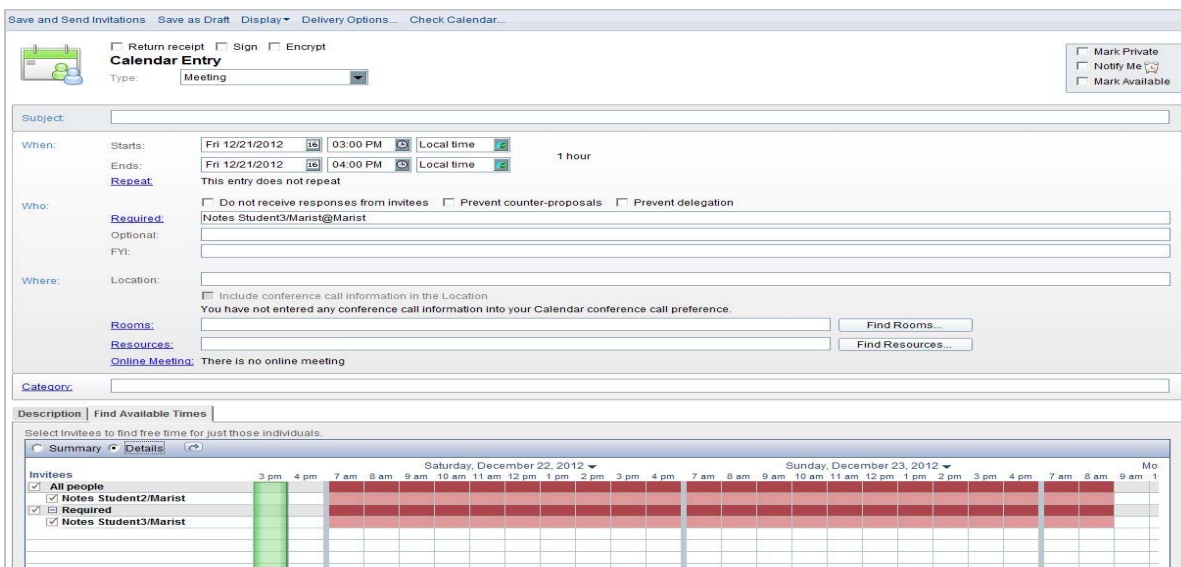 Save and Send Invitations Save as Draft Display Delivery Options... Check Calendar...
Return receipt Sign Encrypt
Calendar Entry
Type: Meeting
Mark Private
Notify Me
Mark Available
Subject:
When: Starts: Fri 12/21/2012 16 03:00 PM Local time
1 hour
Ends: Fri 12/21/2012 16 04:00 PM Local time
Repeat: This entry does not repeat
Who: Do not receive responses from invitees Prevent counter-proposals Prevent delegation
Required: Notes Student3/Marist@Marist
Optional:
FYI:
Where: Location:
Include conference call information in the Location
You have not entered any conference call information into your Calendar conference call preference.
Rooms: Find Rooms...
Resources: Find Resources...
Online Meeting: There is no online meeting
Category:
Description Find Available Times
Select Invitees to find free time for just those individuals.
Summary Details
Saturday, December 22, 2012 Sunday, December 23, 2012 Mo
Invitees 3 pm 4 pm 7 am 8 am 9 am 10 am 11 am 12 pm 1 pm 2 pm 3 pm 4 pm 7 am 8 am 9 am 10 am 11 am 12 pm 1 pm 2 pm 3 pm 4 pm 7 am 8 am 9 am
All people
Notes Student2/Marist
Required
Notes Student3/Marist